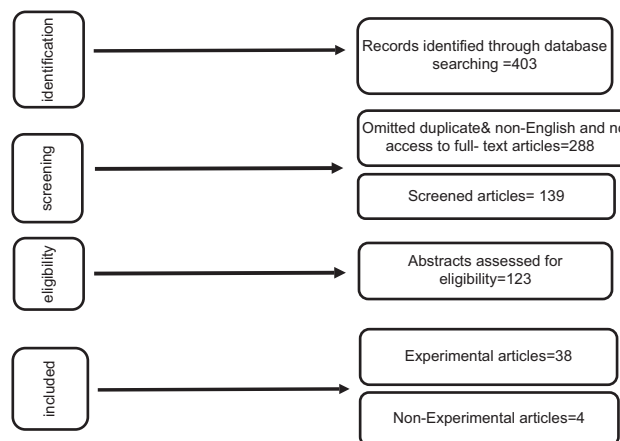 identification
Records identified through database
searching =403
screening
Omitted duplicate& non-English and
access to full- text articles=288
Screened articles= 139
eligibility
Abstracts assessed for
eligibility=123
included
Experimental articles=38
Non-Experimental articles=4